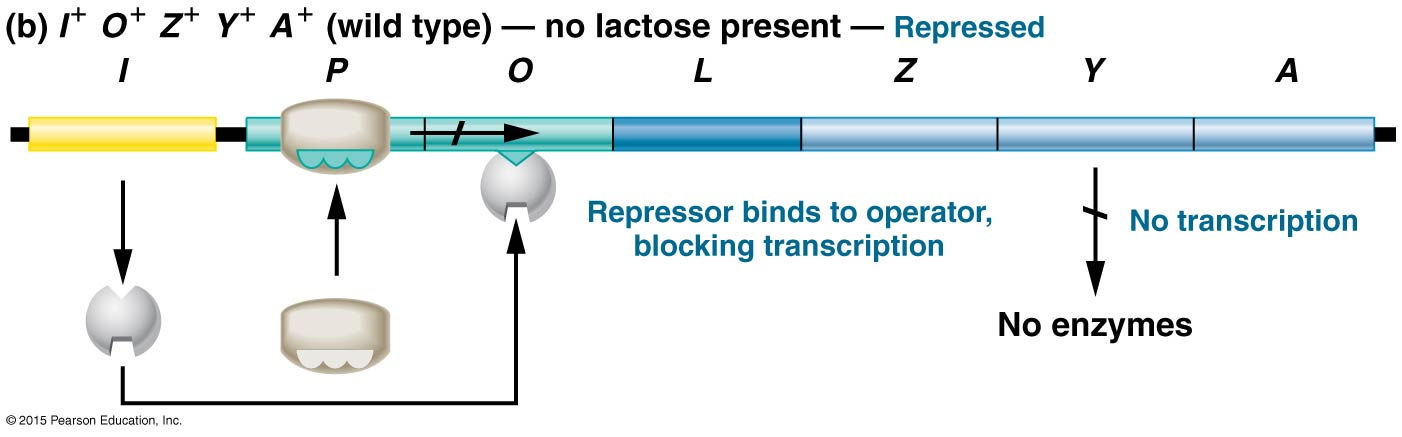 (b) I⁺ O⁺ Z⁺ Y⁺ A⁺ (wild type) — no lactose present — Repressed
I P O L Z Y A
Repressor binds to operator,
blocking transcription
No transcription
No enzymes
© 2015 Pearson Education, Inc.